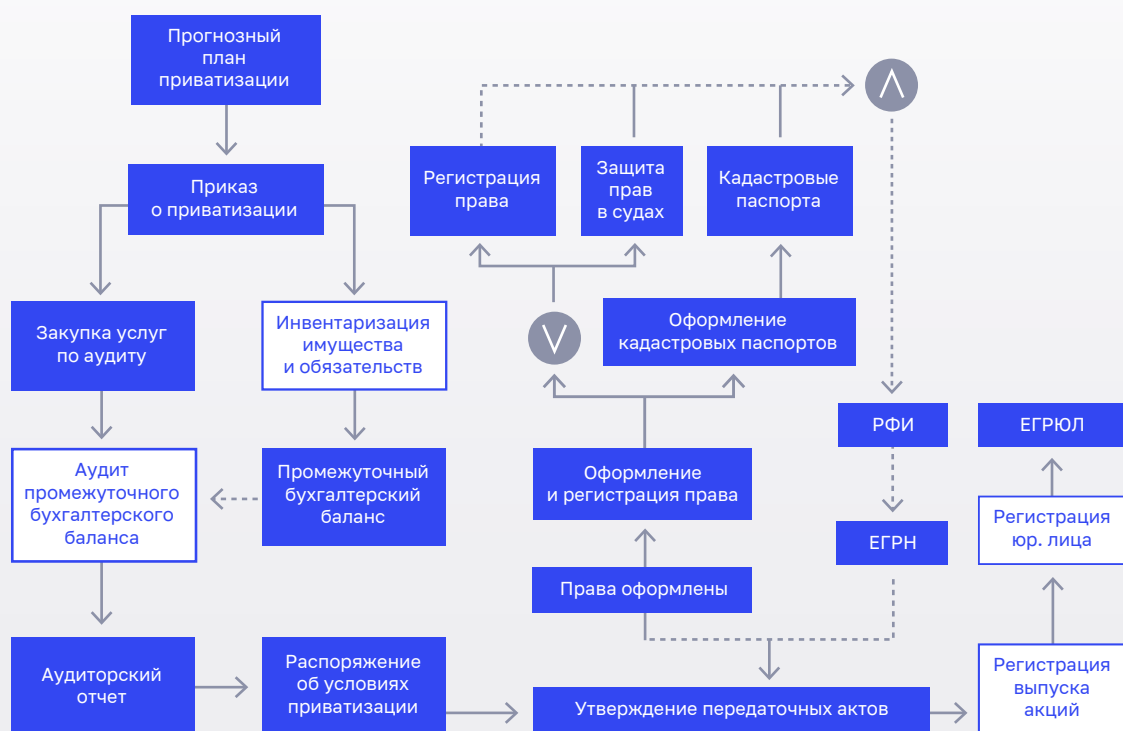 Прогнозный
план
приватизации
Приказ
о приватизации
Регистрация
права
Защита
прав
в судах
Кадастровые
паспорта
Закупка услуг
по аудиту
Инвентаризация
имущества
и обязательств
Оформление
кадастровых паспортов
РФИ
ЕГРЮЛ
Аудит
промежуточного
бухгалтерского
баланса
Промежуточный
бухгалтерский
баланс
Оформление
и регистрация права
ЕГРН
Регистрация
юр. лица
Права оформлены
Аудиторский
отчет
Распоряжение
об условиях
приватизации
Утверждение передаточных актов
Регистрация
выпуска
акций